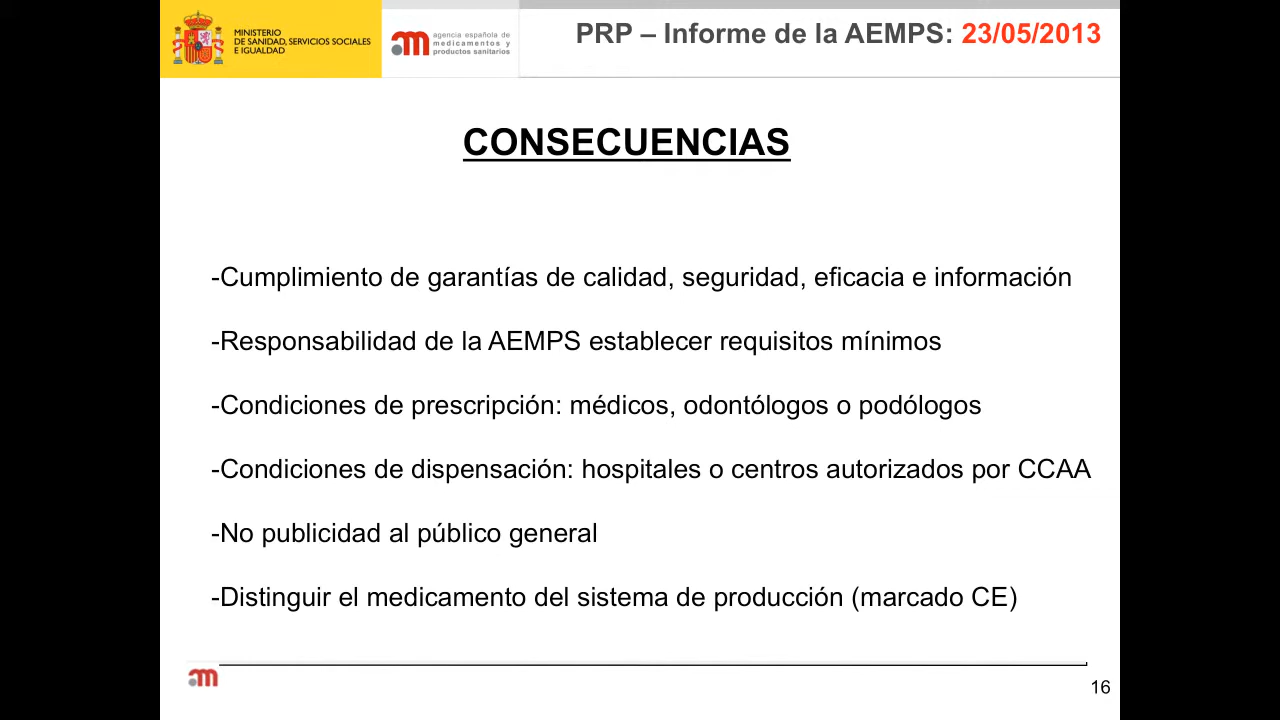 MINISTERIO
DE SANIDAD, SERVICIOS SOCIALES
E IGUALDAD
agencia española de
medicamentos y
productos sanitarios
PRP – Informe de la AEMPS: 23/05/2013
CONSECUENCIAS
-Cumplimiento de garantías de calidad, seguridad, eficacia e información
-Responsabilidad de la AEMPS establecer requisitos mínimos
-Condiciones de prescripción: médicos, odontólogos o podólogos
-Condiciones de dispensación: hospitales o centros autorizados por CCAA
-No publicidad al público general
-Distinguir el medicamento del sistema de producción (marcado CE)
16